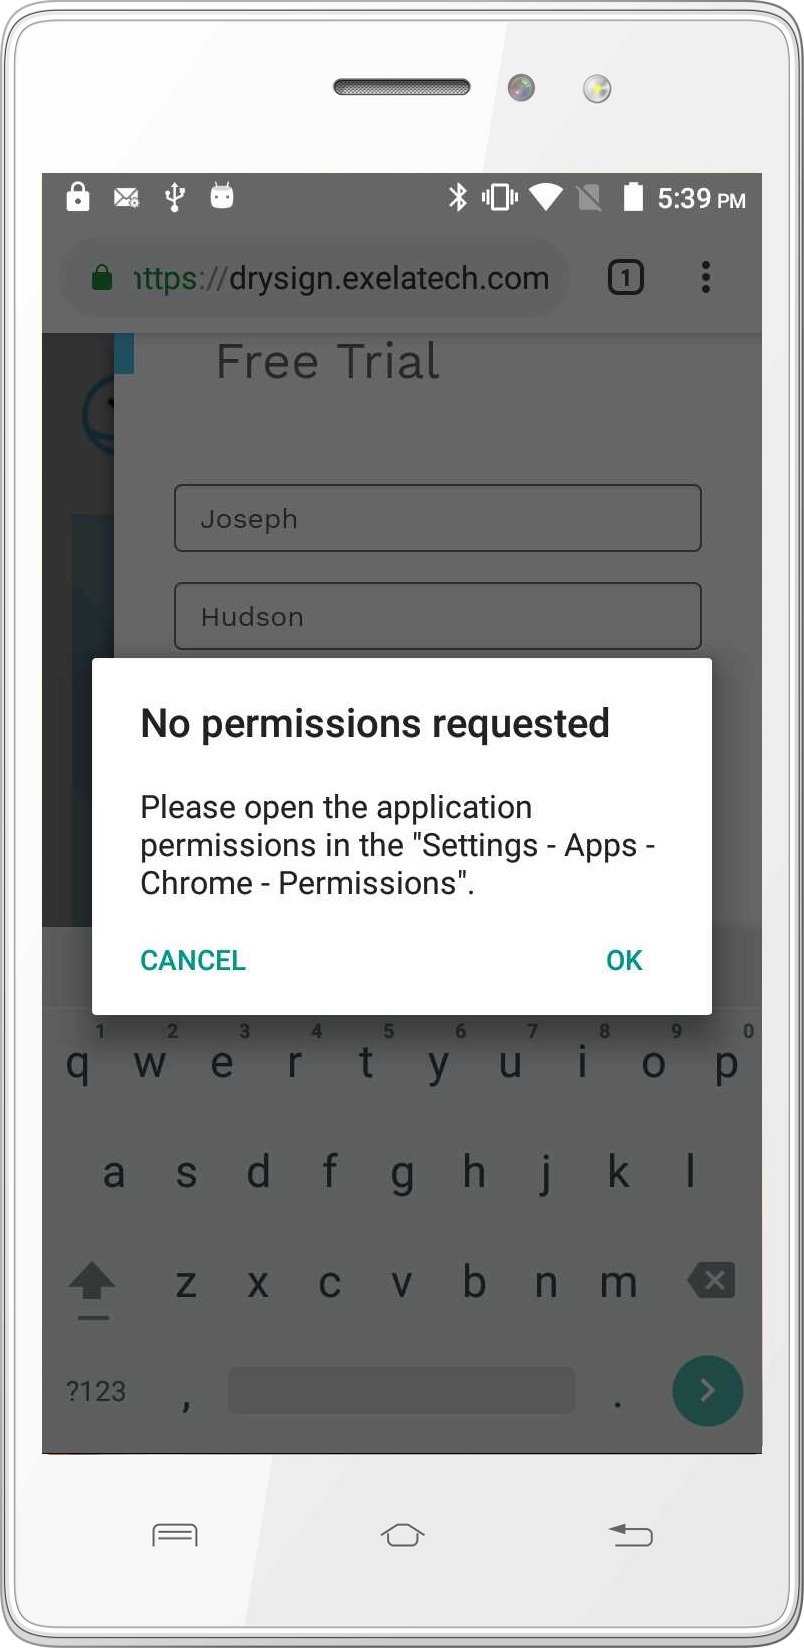 5:39 PM
https://drysign.exelatech.com
1
Free Trial
Joseph
Hudson
No permissions requested
Please open the application
permissions in the "Settings - Apps -
Chrome - Permissions".
CANCEL OK
1 2 3 4 5 6 7 8 9 0
q w e r t y u i o p
a s d f g h j k l
z x c v b n m
?123 , .